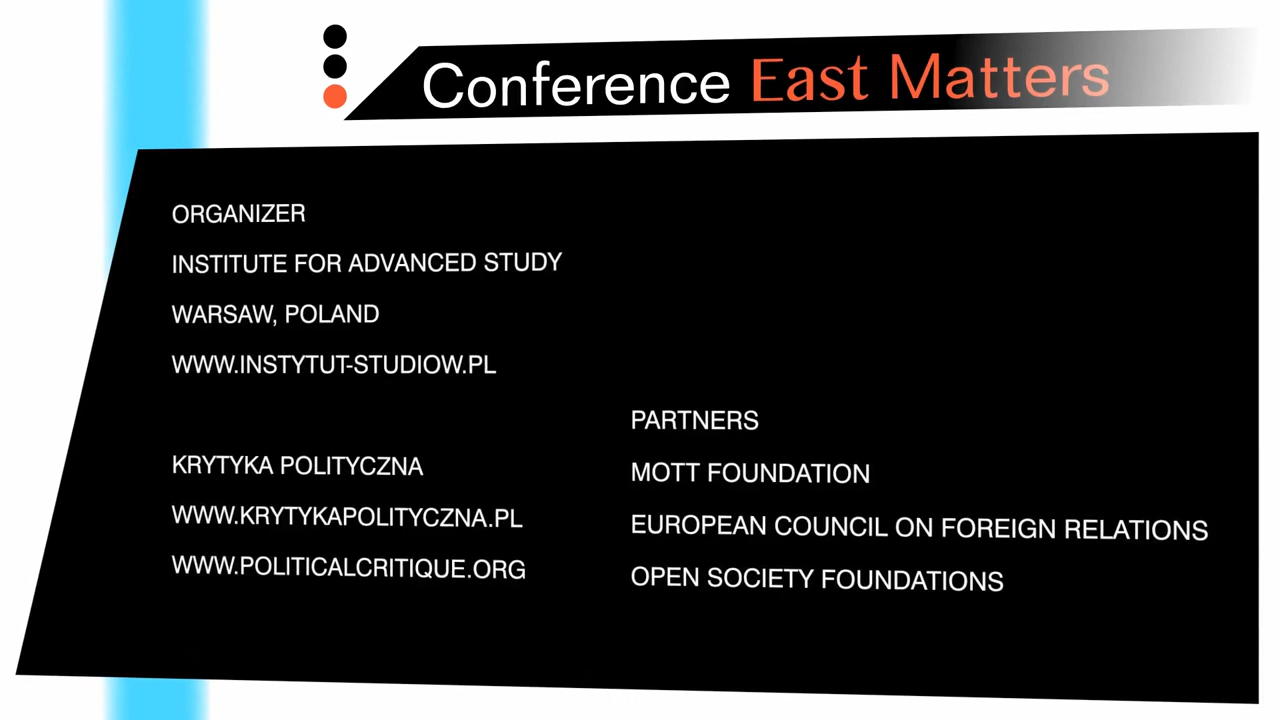 Conference East Matters
ORGANIZER
INSTITUTE FOR ADVANCED STUDY
WARSAW, POLAND
WWW.INSTYTUT-STUDIOW.PL
KRYTYKA POLITYCZNA
WWW.KRYTYKAPOLITYCZNA.PL
WWW.POLITICALCRITIQUE.ORG
PARTNERS
MOTT FOUNDATION
EUROPEAN COUNCIL ON FOREIGN RELATIONS
OPEN SOCIETY FOUNDATIONS